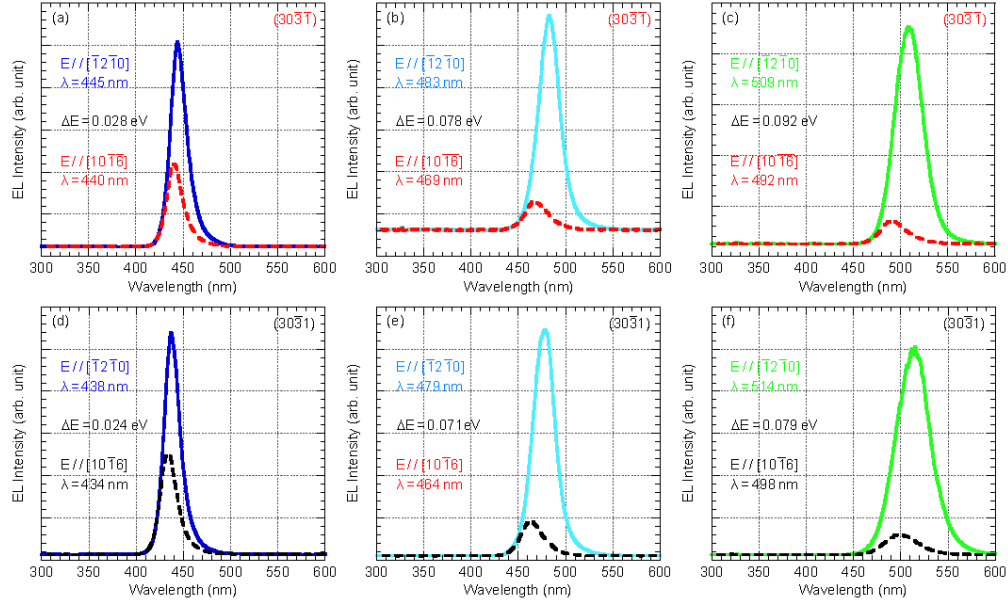 (a)
(303̅1̅)
E // [1̅21̅0]
λ = 445 nm
ΔE = 0.028 eV
E // [101̅6̅]
λ = 440 nm
EL Intensity (arb. unit)
300 350 400 450 500 550 600
Wavelength (nm)
(b)
(303̅1̅)
E // [1̅21̅0]
λ = 483 nm
ΔE = 0.078 eV
E // [101̅6̅]
λ = 469 nm
EL Intensity (arb. unit)
300 350 400 450 500 550 600
Wavelength (nm)
(c)
(303̅1̅)
E // [1̅21̅0]
λ = 509 nm
ΔE = 0.092 eV
E // [101̅6̅]
λ = 492 nm
EL Intensity (arb. unit)
300 350 400 450 500 550 600
Wavelength (nm)
(d)
(303̅1)
E // [1̅21̅0]
λ = 438 nm
ΔE = 0.024 eV
E // [101̅6]
λ = 434 nm
EL Intensity (arb. unit)
300 350 400 450 500 550 600
Wavelength (nm)
(e)
(303̅1)
E // [1̅21̅0]
λ = 479 nm
ΔE = 0.071 eV
E // [101̅6]
λ = 464 nm
EL Intensity (arb. unit)
300 350 400 450 500 550 600
Wavelength (nm)
(f)
(303̅1)
E // [1̅21̅0]
λ = 514 nm
ΔE = 0.079 eV
E // [101̅6]
λ = 498 nm
EL Intensity (arb. unit)
300 350 400 450 500 550 600
Wavelength (nm)